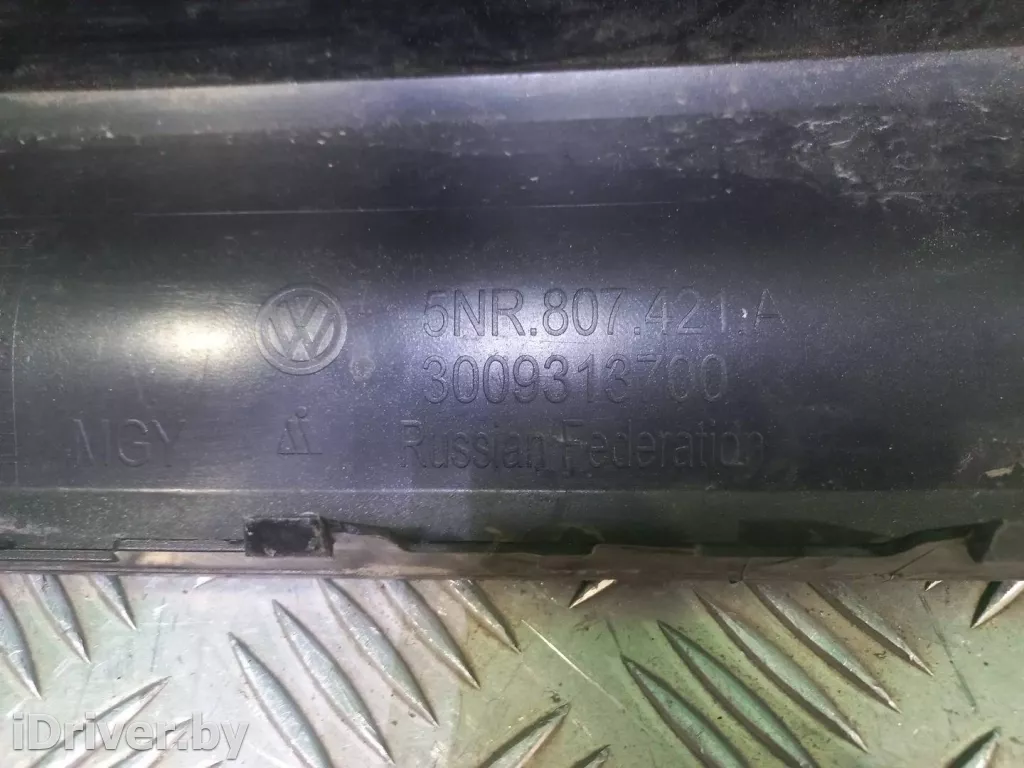 5NR.807.421.A
3009313700
MGY
Russian Federation
iDriver.by